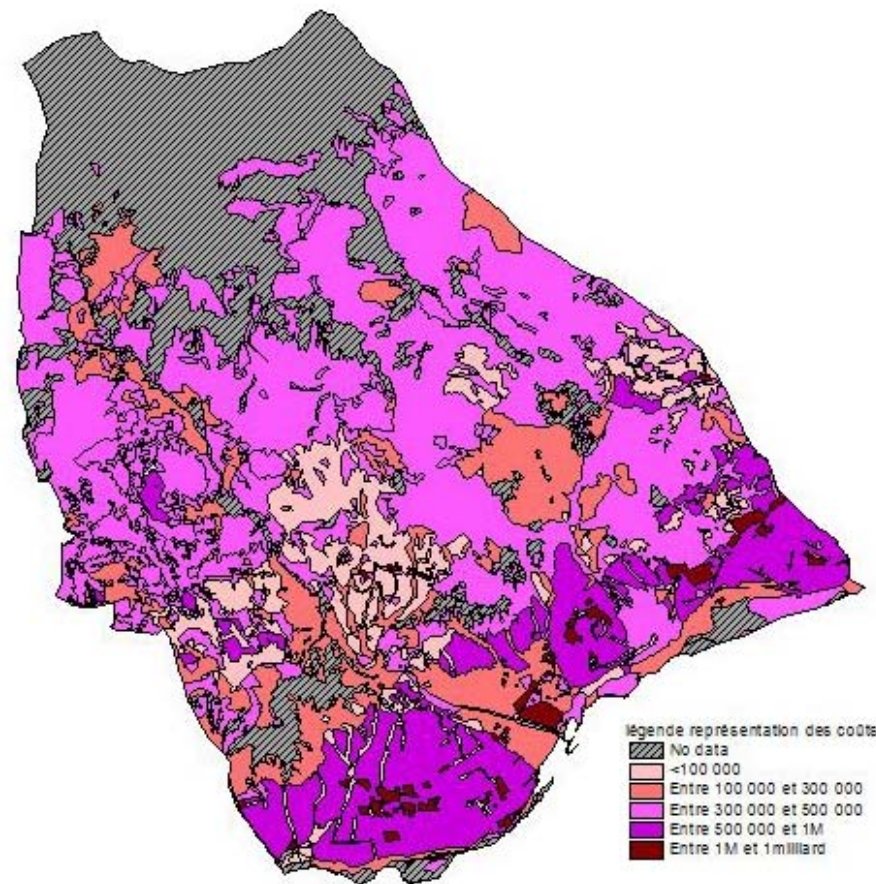 légende représentation des coûts
No data
<100 000
Entre 100 000 et 300 000
Entre 300 000 et 500 000
Entre 500 000 et 1M
Entre 1M et 1milliard